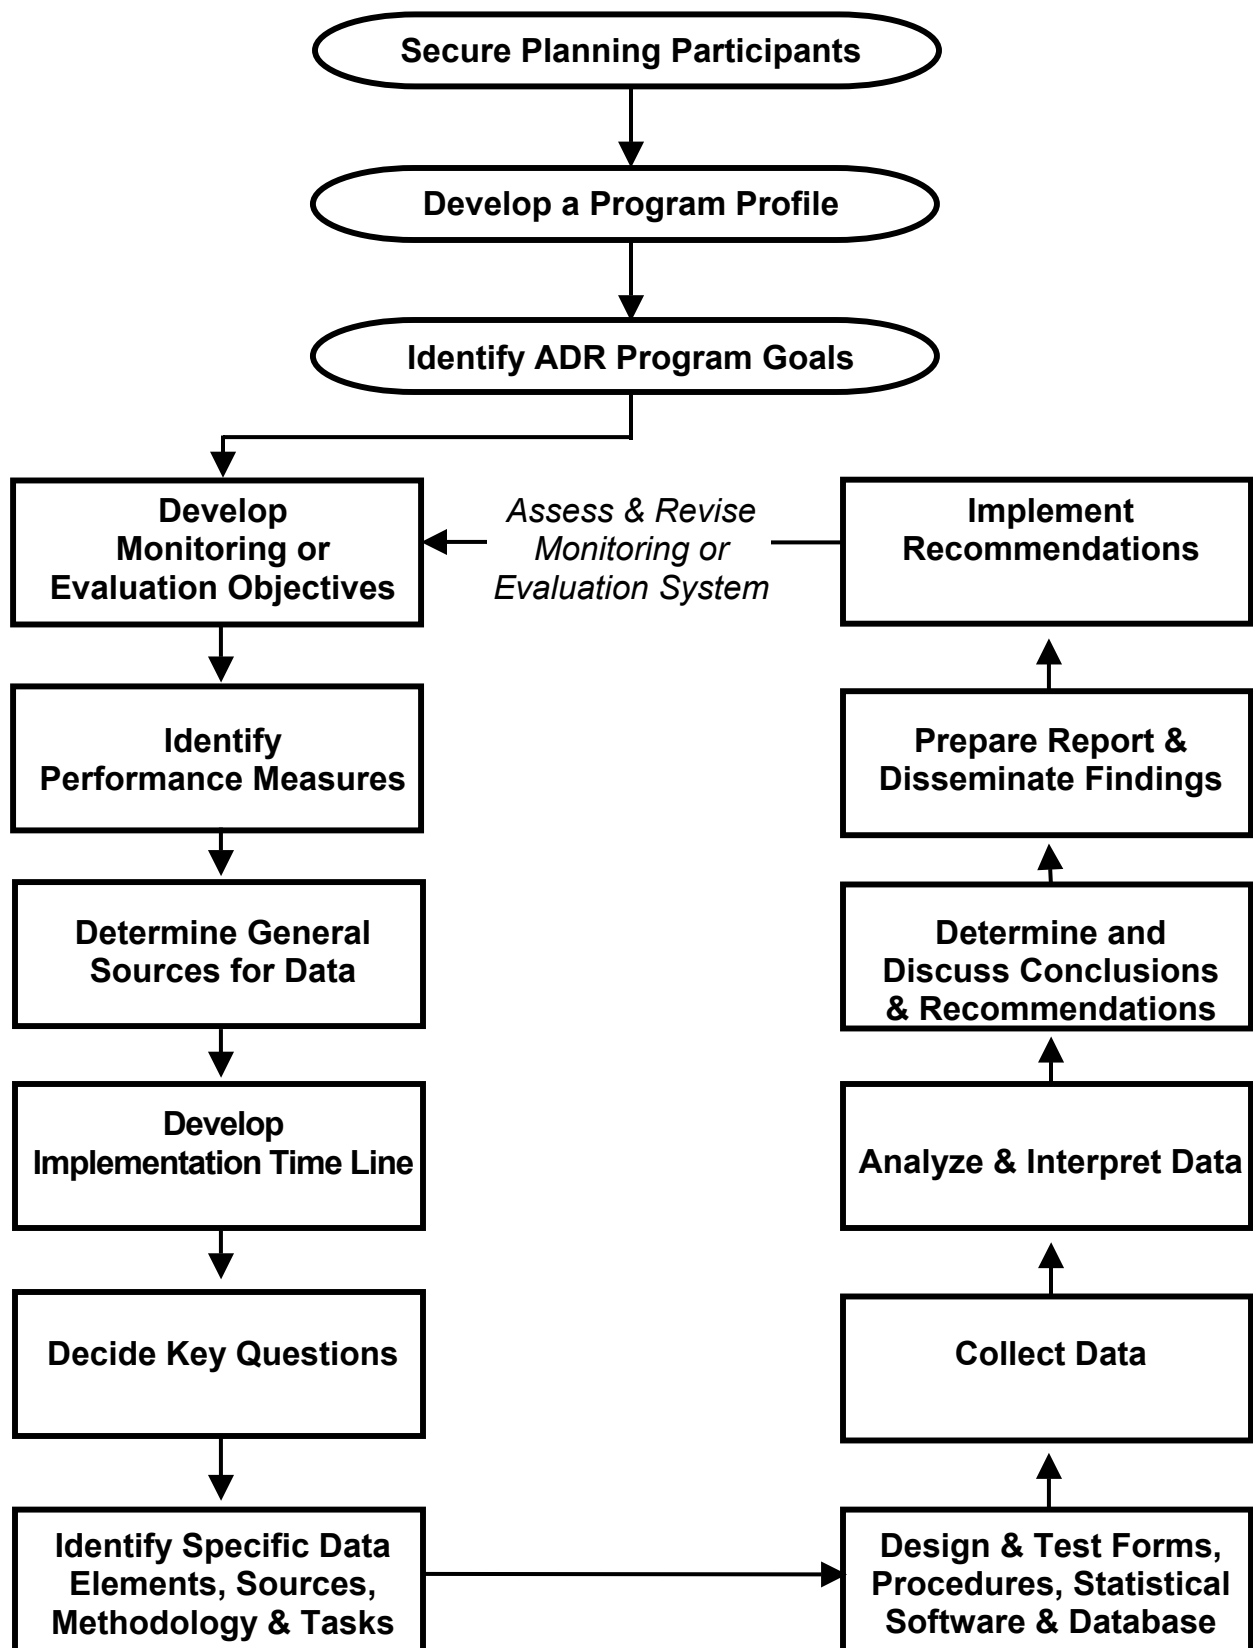 Secure Planning Participants
Develop a Program Profile
Identify ADR Program Goals
Develop
Monitoring or
Evaluation Objectives
Assess & Revise
Monitoring or
Evaluation System
Implement
Recommendations
Identify
Performance Measures
Prepare Report &
Disseminate Findings
Determine General
Sources for Data
Determine and
Discuss Conclusions
& Recommendations
Develop
Implementation Time Line
Analyze & Interpret Data
Decide Key Questions
Collect Data
Identify Specific Data
Elements, Sources,
Methodology & Tasks
Design & Test Forms,
Procedures, Statistical
Software & Database